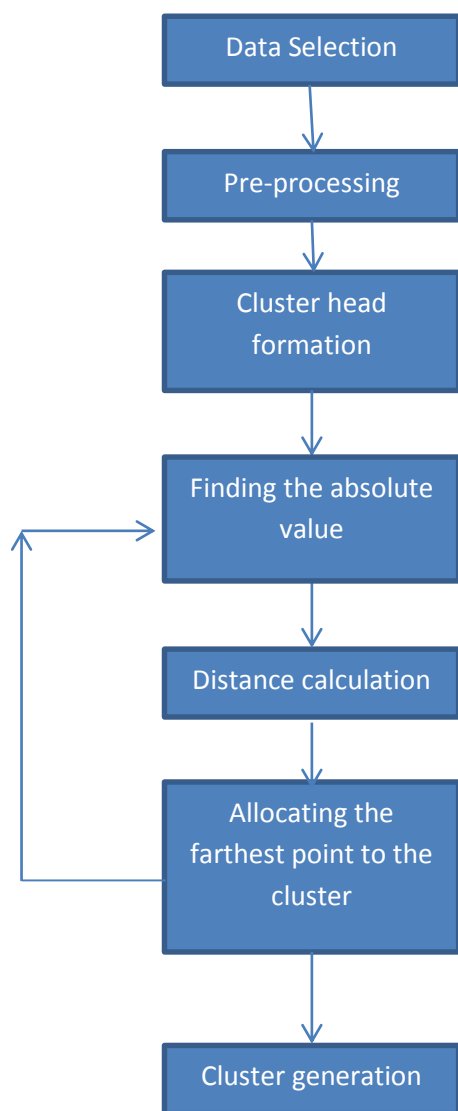 Data Selection
Pre-processing
Cluster head
formation
Finding the absolute
value
Distance calculation
Allocating the
farthest point to the
cluster
Cluster generation